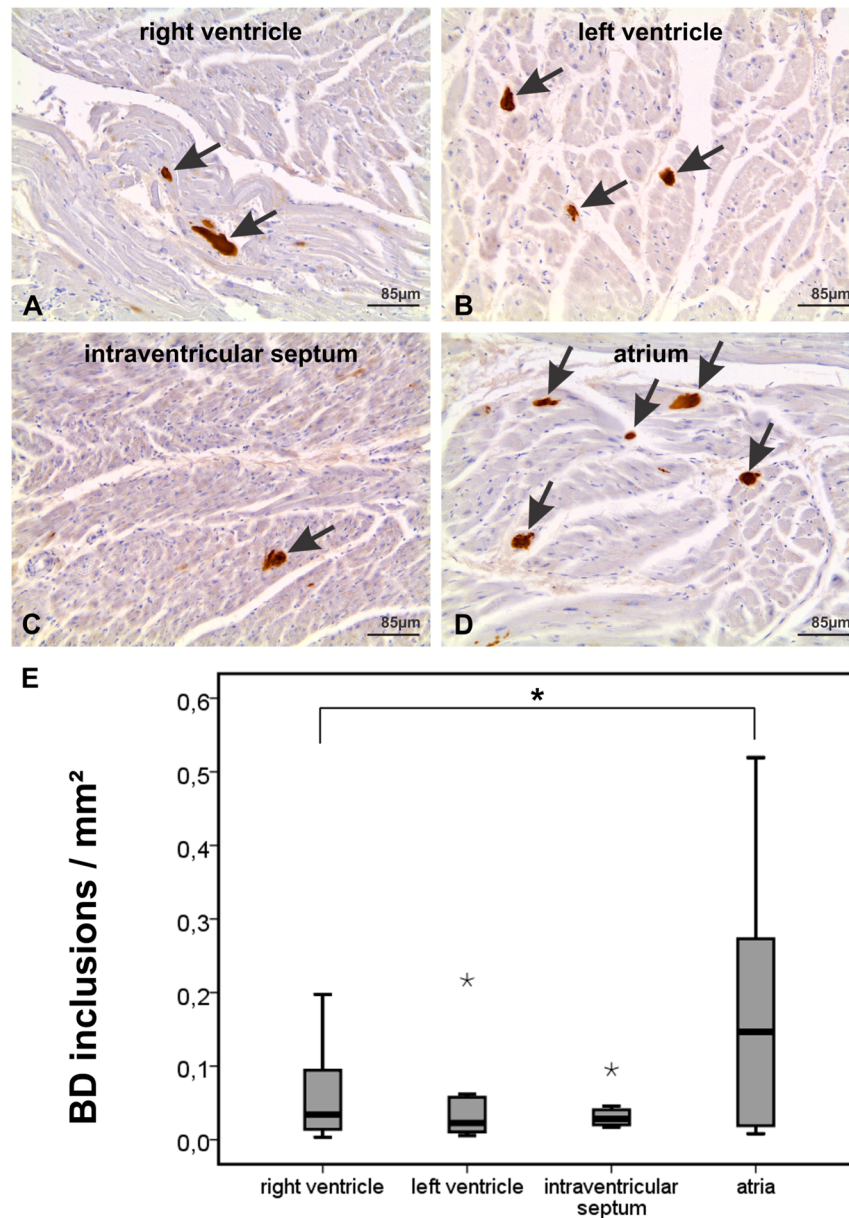 right ventricle
left ventricle
A
85µm
B
85µm
intraventricular septum
atrium
C
85µm
D
85µm
E
*
BD inclusions / mm²
0,6
0,5
0,4
0,3
0,2
0,1
0,0
right ventricle
left ventricle
intraventricular
septum
atria